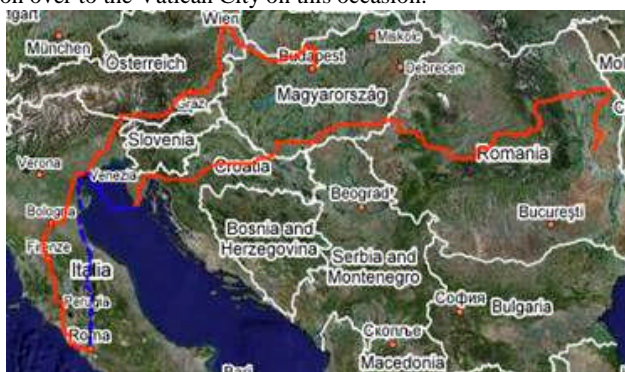 on over to the Vatican City on this occasion.
Wien
München
Österreich
Budapest
Miskolc
Debrecen
Magyarország
Graz
Slovenia
Verona
Venezia
Croatia
Romania
Beograd
Bologna
Bosnia and
Herzegovina
București
Firenze
Italia
Serbia and
Montenegro
Perugia
София
Bulgaria
Roma
Скопље
Macedonia